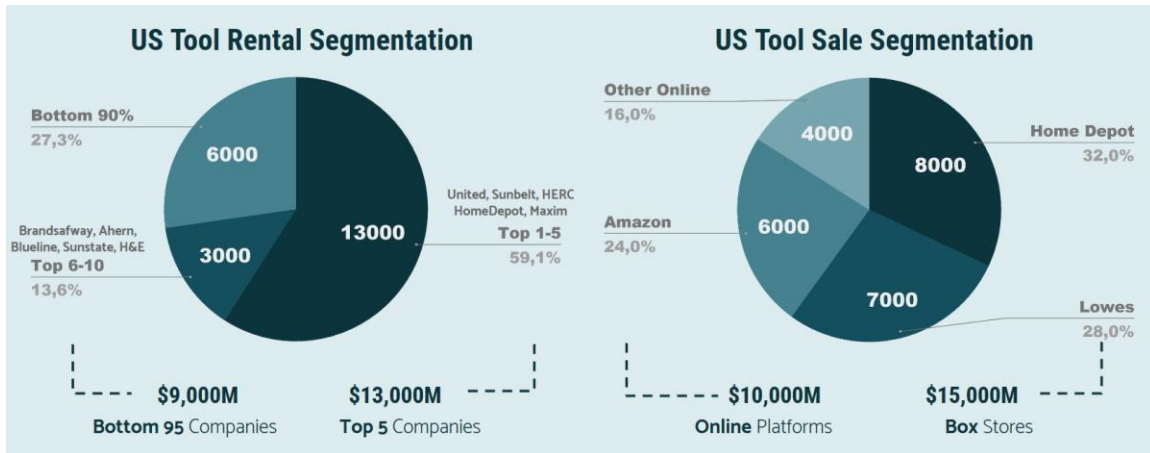 US Tool Rental Segmentation
Bottom 90%
27,3%
6000
United, Sunbelt, HERC
HomeDepot, Maxim
Top 1-5
59,1%
13000
Brandsafway, Ahern,
Blueline, Sunstate, H&E
Top 6-10
13,6%
3000
$9,000M
Bottom 95 Companies
$13,000M
Top 5 Companies
US Tool Sale Segmentation
Other Online
16,0%
4000
Home Depot
32,0%
8000
Amazon
24,0%
6000
7000
Lowes
28,0%
$10,000M
Online Platforms
$15,000M
Box Stores